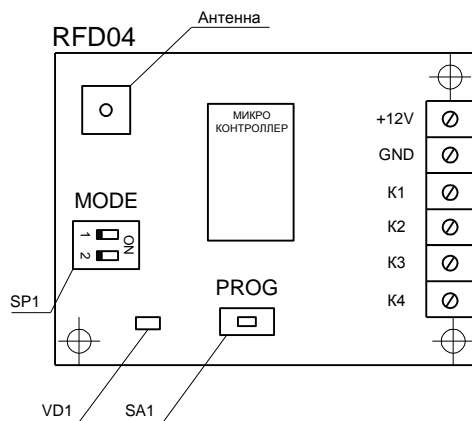 Антенна
RFD04
МИКРО
КОНТРОЛЛЕР
+12V
GND
K1
K2
K3
K4
MODE
1
2
ON
PROG
SP1
VD1
SA1